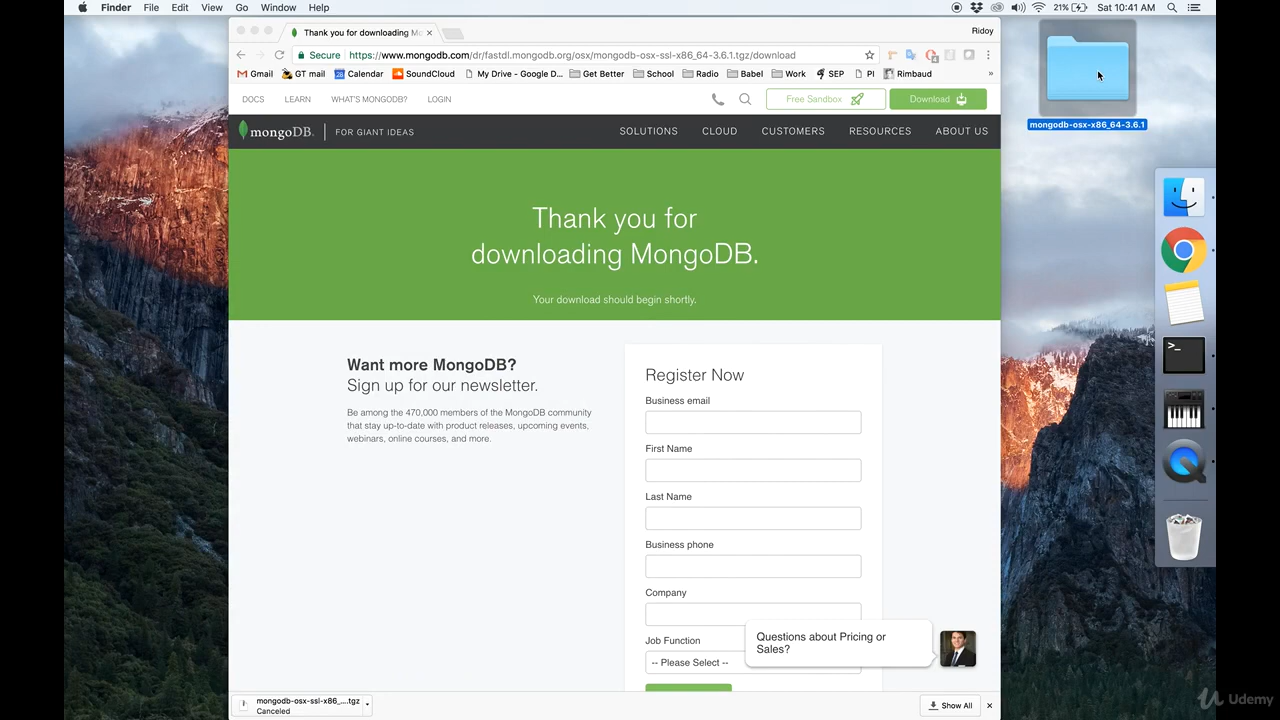 Finder File Edit View Go Window Help
21% Sat 10:41 AM
Thank you for downloading Mo
Ridoy
Secure https://www.mongodb.com/dr/fastdl.mongodb.org/osx/mongodb-osx-ssl-x86_64-3.6.1.tgz/download
Gmail GT mail Calendar SoundCloud My Drive - Google D... Get Better School Radio Babel Work SEP PI Rimbaud »
DOCS LEARN WHAT'S MONGODB? LOGIN
Free Sandbox
Download
mongodb-osx-x86_64-3.6.1
mongoDB. FOR GIANT IDEAS
SOLUTIONS CLOUD CUSTOMERS RESOURCES ABOUT US
Thank you for
downloading MongoDB.
Your download should begin shortly.
Want more MongoDB?
Sign up for our newsletter.
Be among the 470,000 members of the MongoDB community
that stay up-to-date with product releases, upcoming events,
webinars, online courses, and more.
Register Now
Business email
First Name
Last Name
Business phone
Company
Job Function
-- Please Select --
Questions about Pricing or
Sales?
mongodb-osx-ssl-x86_....tgz
Canceled
Show All
Udemy